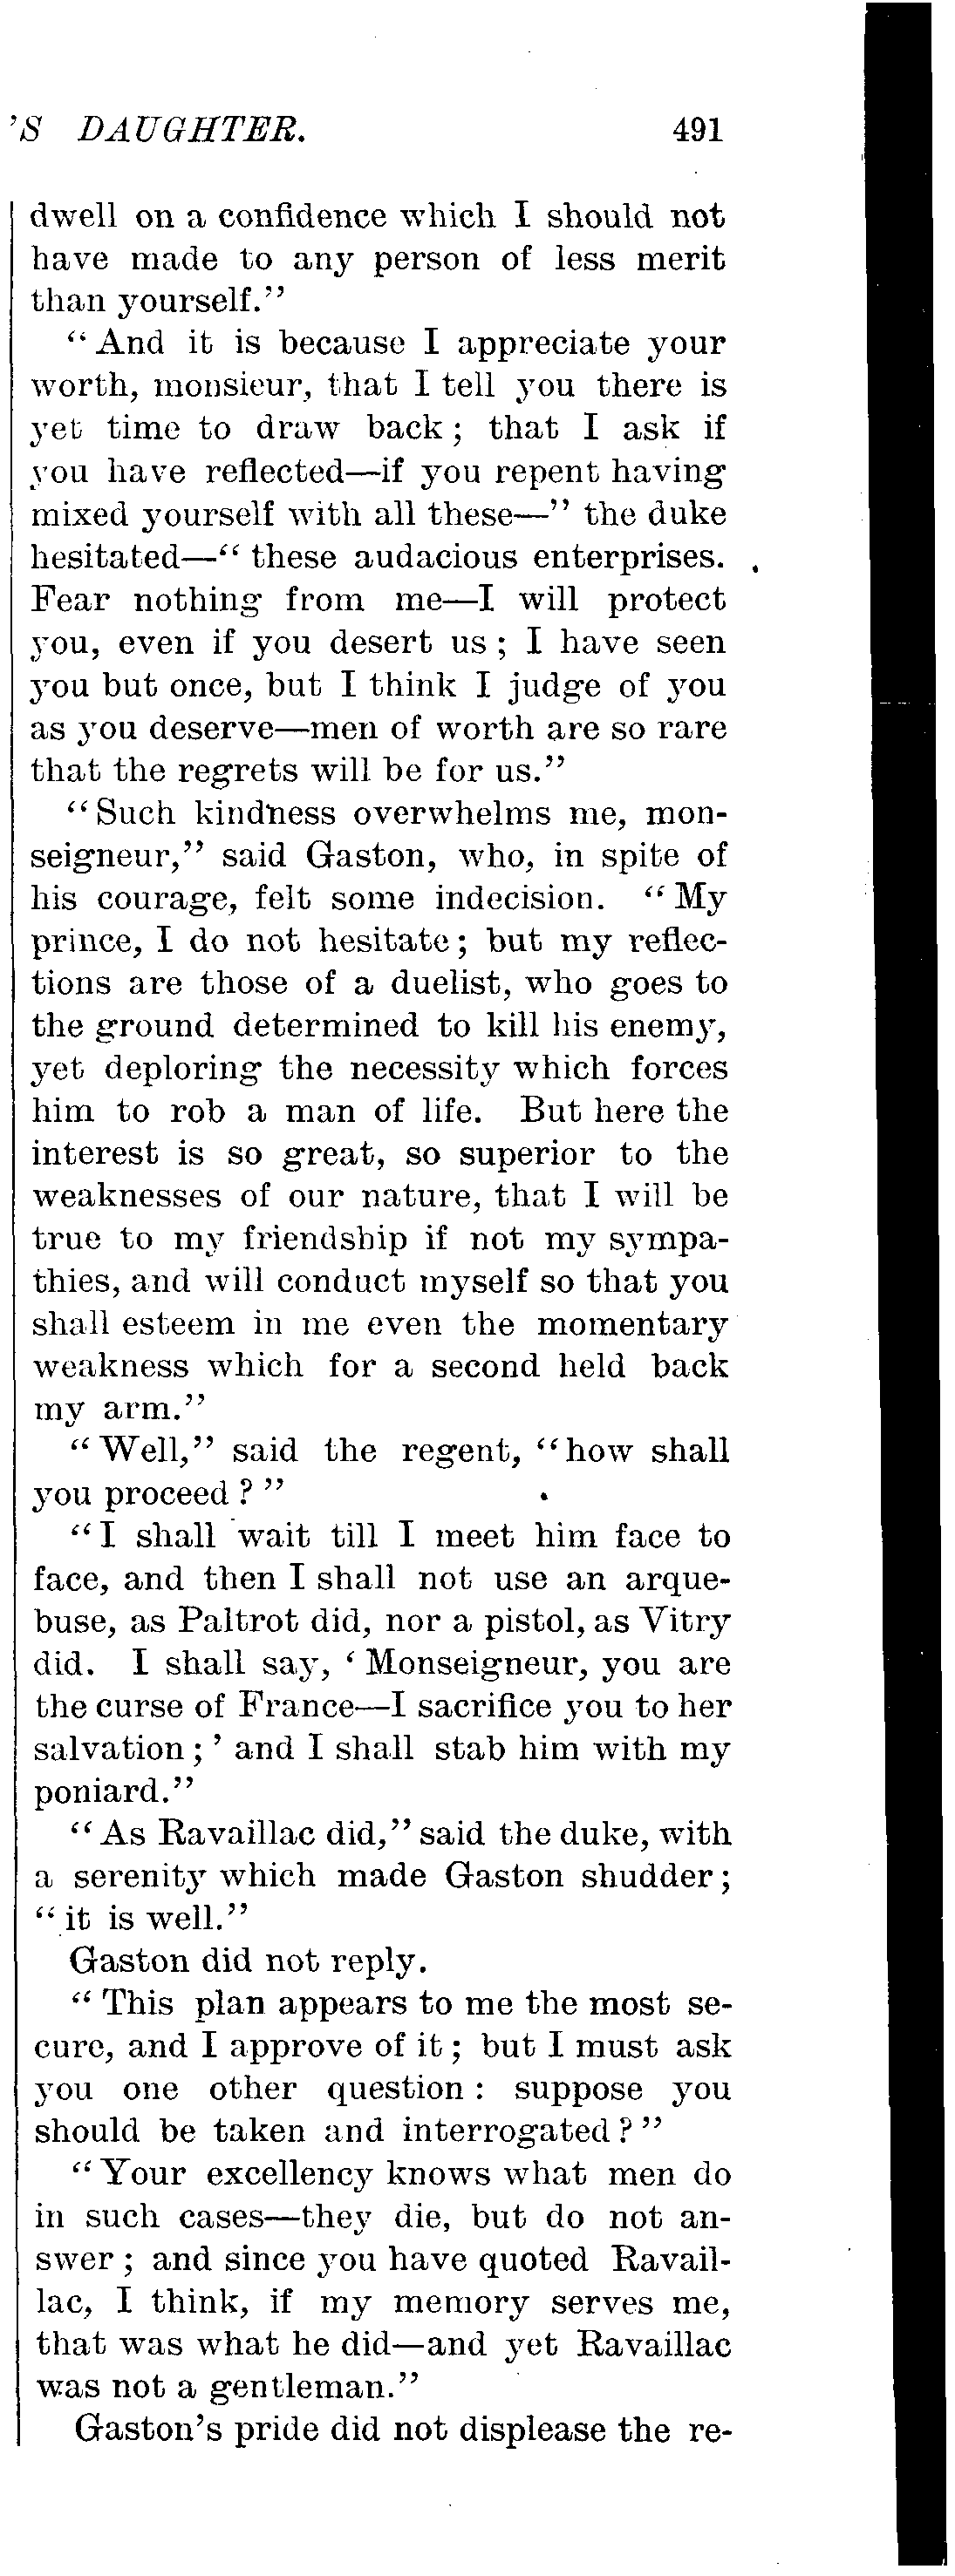 'S DAUGHTER. 491
dwell on a confidence which I should not
have made to any person of less merit
than yourself."
"And it is because I appreciate your
worth, monsieur, that I tell you there is
yet time to draw back; that I ask if
you have reflected—if you repent having
mixed yourself with all these—" the duke
hesitated—"these audacious enterprises.
Fear nothing from me—I will protect
you, even if you desert us; I have seen
you but once, but I think I judge of you
as you deserve—men of worth are so rare
that the regrets will be for us."
"Such kindness overwhelms me, mon-
seigneur," said Gaston, who, in spite of
his courage, felt some indecision. "My
prince, I do not hesitate; but my reflec-
tions are those of a duelist, who goes to
the ground determined to kill his enemy,
yet deploring the necessity which forces
him to rob a man of life. But here the
interest is so great, so superior to the
weaknesses of our nature, that I will be
true to my friendship if not my sympa-
thies, and will conduct myself so that you
shall esteem in me even the momentary
weakness which for a second held back
my arm."
"Well," said the regent, "how shall
you proceed?"
"I shall wait till I meet him face to
face, and then I shall not use an arque-
buse, as Paltrot did, nor a pistol, as Vitry
did. I shall say, 'Monseigneur, you are
the curse of France—I sacrifice you to her
salvation;' and I shall stab him with my
poniard."
"As Ravaillac did," said the duke, with
a serenity which made Gaston shudder;
"it is well."
Gaston did not reply.
"This plan appears to me the most se-
cure, and I approve of it; but I must ask
you one other question: suppose you
should be taken and interrogated?"
"Your excellency knows what men do
in such cases—they die, but do not an-
swer; and since you have quoted Ravail-
lac, I think, if my memory serves me,
that was what he did—and yet Ravaillac
was not a gentleman."
Gaston's pride did not displease the re-